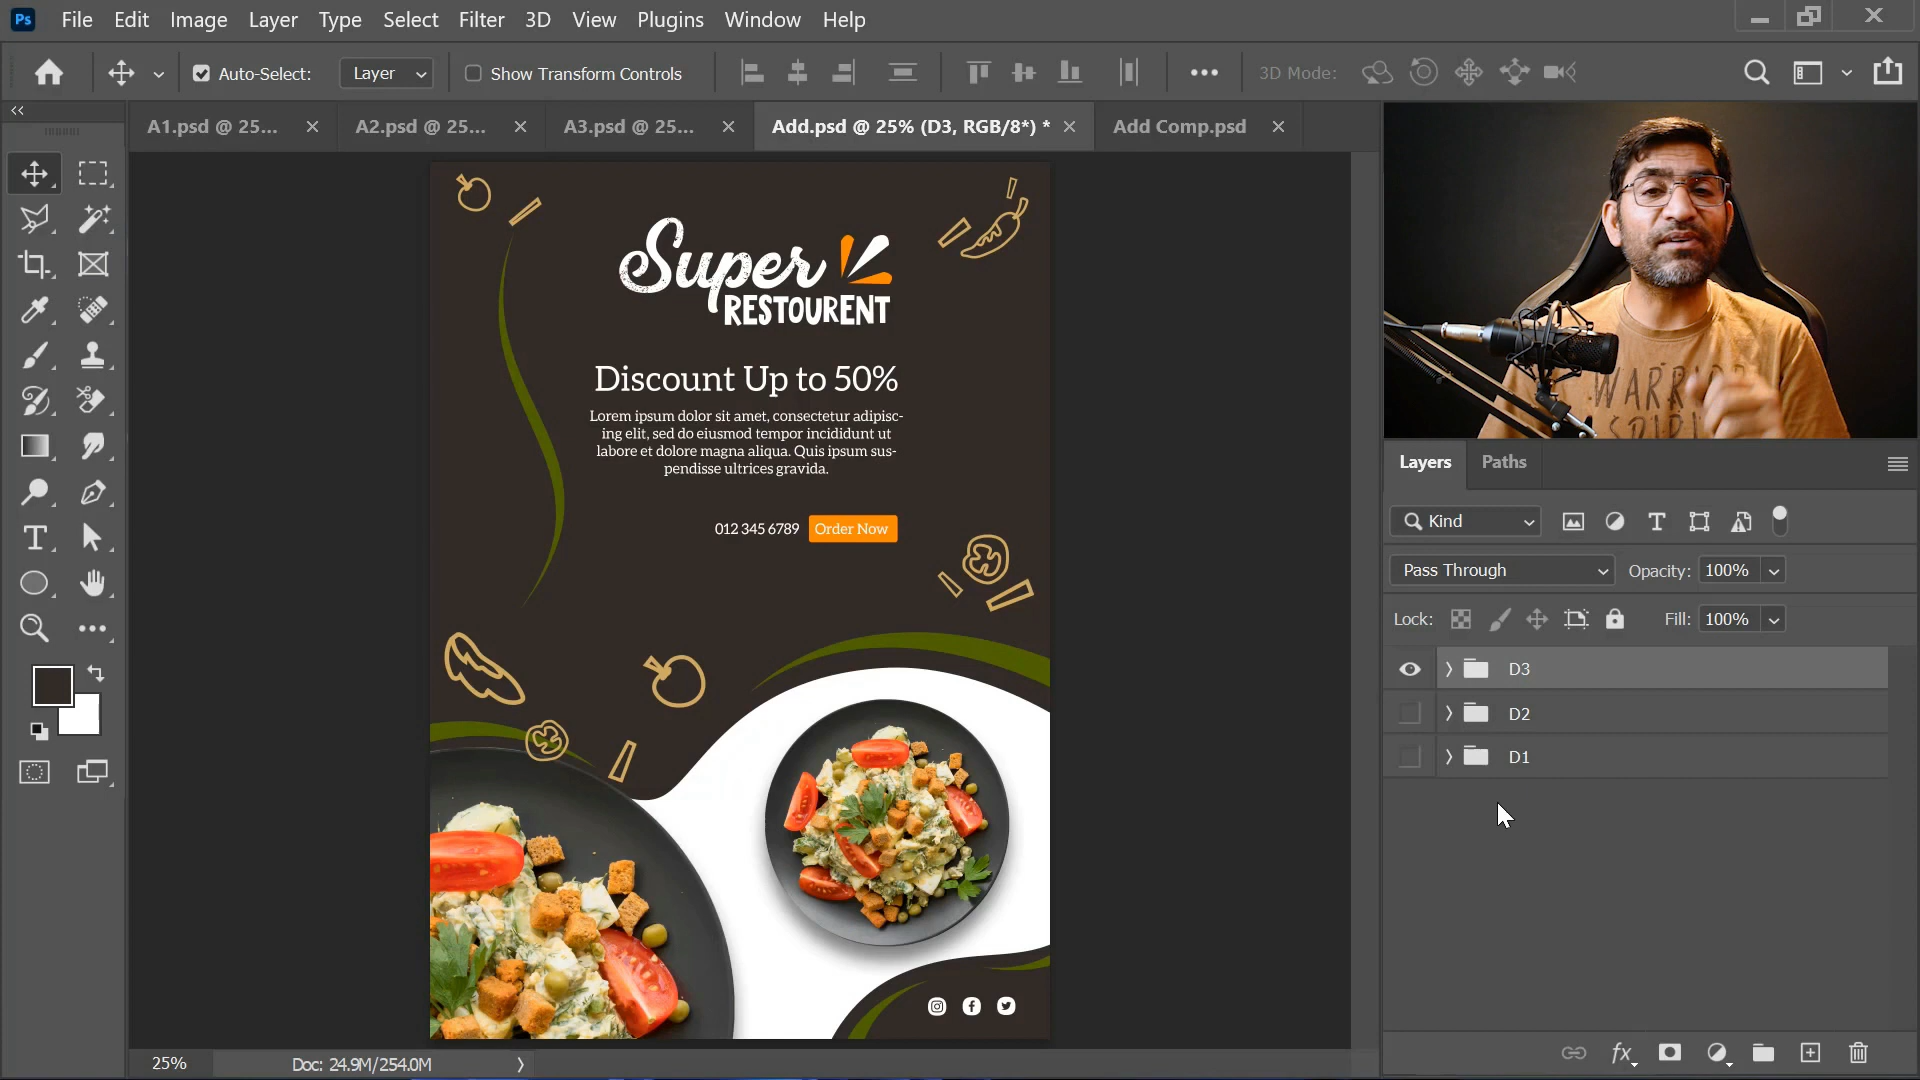 Ps File Edit Image Layer Type Select Filter 3D View Plugins Window Help
Auto-Select: Layer Show Transform Controls 3D Mode:
A1.psd @ 25... A2.psd @ 25... A3.psd @ 25... Add.psd @ 25% (D3, RGB/8*) * Add Comp.psd
Super
RESTOURENT
Discount Up to 50%
Lorem ipsum dolor sit amet, consectetur adipisc-
ing elit, sed do eiusmod tempor incididunt ut
labore et dolore magna aliqua. Quis ipsum sus-
pendisse ultrices gravida.
012 345 6789 Order Now
WARRIOR
SPIRIT
Layers Paths
Kind
Pass Through Opacity: 100%
Lock: Fill: 100%
D3
D2
D1
fx
25% Doc: 24.9M/254.0M